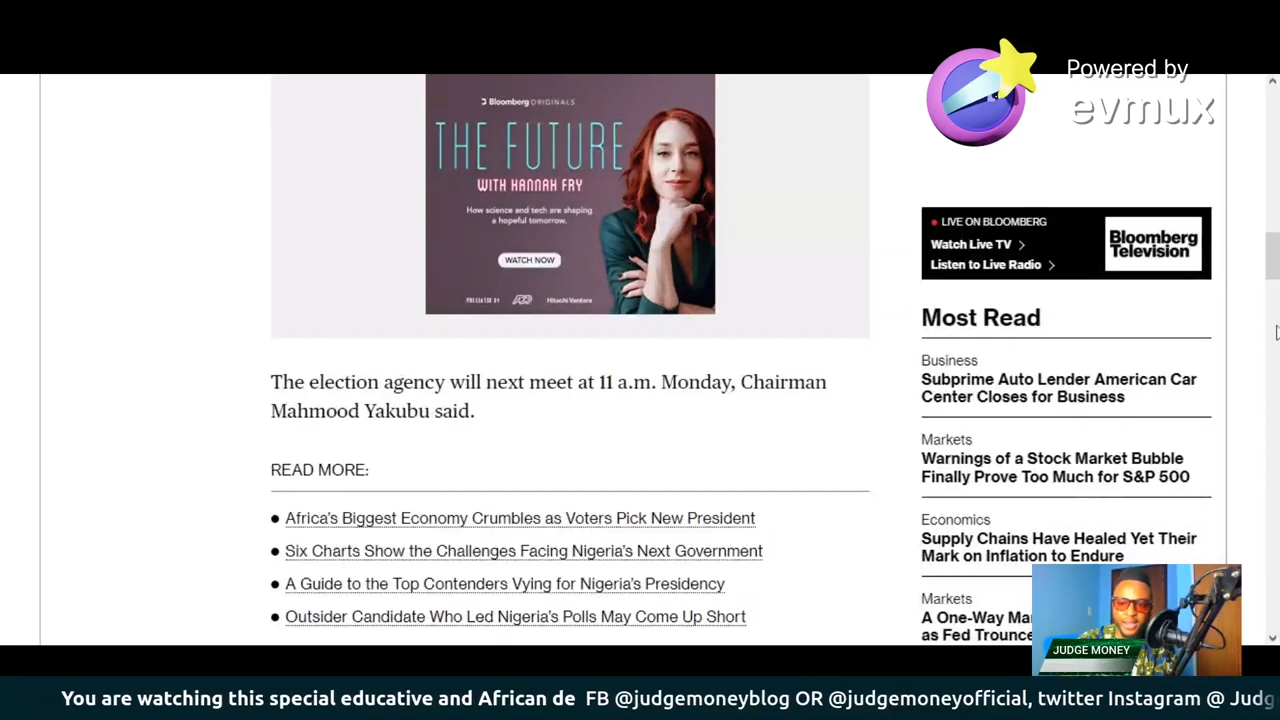 Powered by
evmux
Bloomberg ORIGINALS
THE FUTURE
WITH HANNAH FRY
How science and tech are shaping
a hopeful tomorrow.
WATCH NOW
PRESENTED BY
ADP
Hitachi Vantara
LIVE ON BLOOMBERG
Watch Live TV
Listen to Live Radio
Bloomberg
Television
The election agency will next meet at 11 a.m. Monday, Chairman
Mahmood Yakubu said.
READ MORE:
Africa's Biggest Economy Crumbles as Voters Pick New President
Six Charts Show the Challenges Facing Nigeria's Next Government
A Guide to the Top Contenders Vying for Nigeria's Presidency
Outsider Candidate Who Led Nigeria's Polls May Come Up Short
Most Read
Business
Subprime Auto Lender American Car
Center Closes for Business
Markets
Warnings of a Stock Market Bubble
Finally Prove Too Much for S&P 500
Economics
Supply Chains Have Healed Yet Their
Mark on Inflation to Endure
Markets
A One-Way Ma
as Fed Trounce
JUDGE MONEY
You are watching this special educative and African de FB @judgemoneyblog OR @judgemoneyofficial, twitter Instagram @ Judg